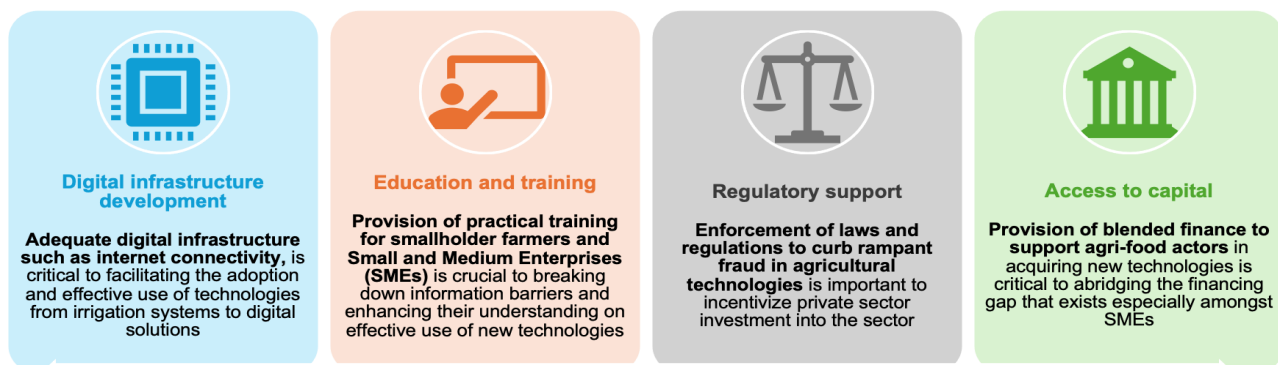 Digital infrastructure
development
Adequate digital infrastructure
such as internet connectivity, is
critical to facilitating the adoption
and effective use of technologies
from irrigation systems to digital
solutions
Education and training
Provision of practical training
for smallholder farmers and
Small and Medium Enterprises
(SMEs) is crucial to breaking
down information barriers and
enhancing their understanding on
effective use of new technologies
Regulatory support
Enforcement of laws and
regulations to curb rampant
fraud in agricultural
technologies is important to
incentivize private sector
investment into the sector
Access to capital
Provision of blended finance to
support agri-food actors in
acquiring new technologies is
critical to abridging the financing
gap that exists especially amongst
SMEs